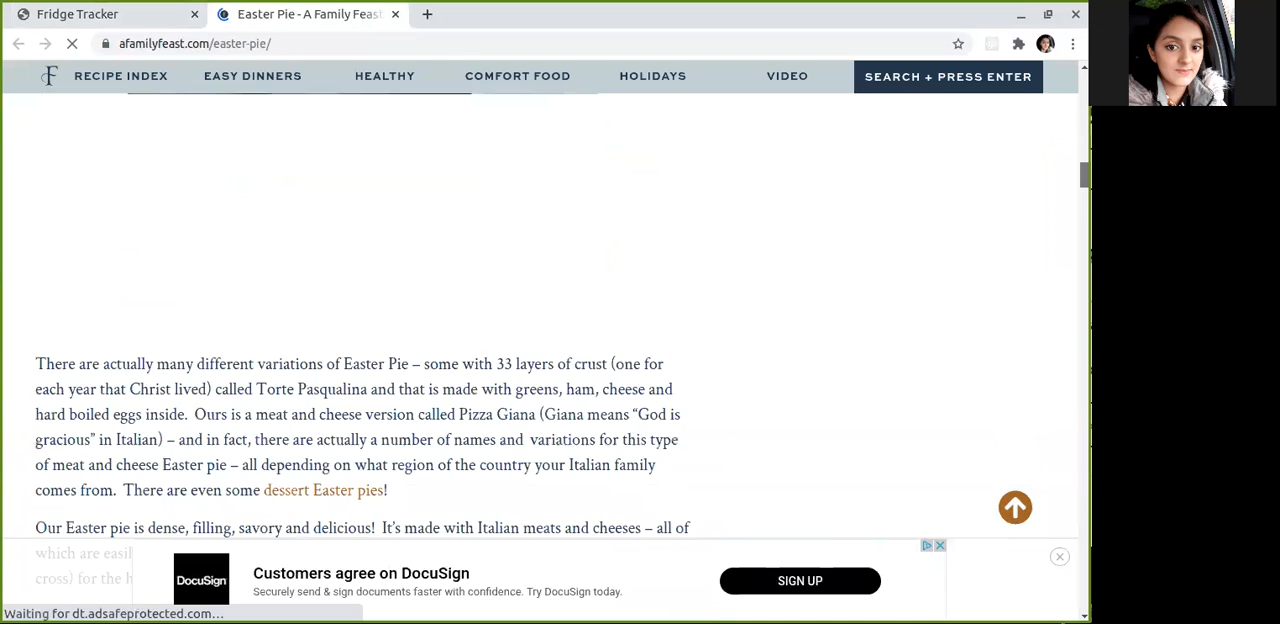 Fridge Tracker
Easter Pie - A Family Feast
afamilyfeast.com/easter-pie/
RECIPE INDEX EASY DINNERS HEALTHY COMFORT FOOD HOLIDAYS VIDEO SEARCH + PRESS ENTER
There are actually many different variations of Easter Pie – some with 33 layers of crust (one for
each year that Christ lived) called Torte Pasqualina and that is made with greens, ham, cheese and
hard boiled eggs inside. Ours is a meat and cheese version called Pizza Giana (Giana means “God is
gracious” in Italian) – and in fact, there are actually a number of names and variations for this type
of meat and cheese Easter pie – all depending on what region of the country your Italian family
comes from. There are even some dessert Easter pies!
Our Easter pie is dense, filling, savory and delicious! It’s made with Italian meats and cheeses – all of
which are easil
cross) for the h
DocuSign
Customers agree on DocuSign
Securely send & sign documents faster with confidence. Try DocuSign today.
SIGN UP
Waiting for dt.adsafeprotected.com...